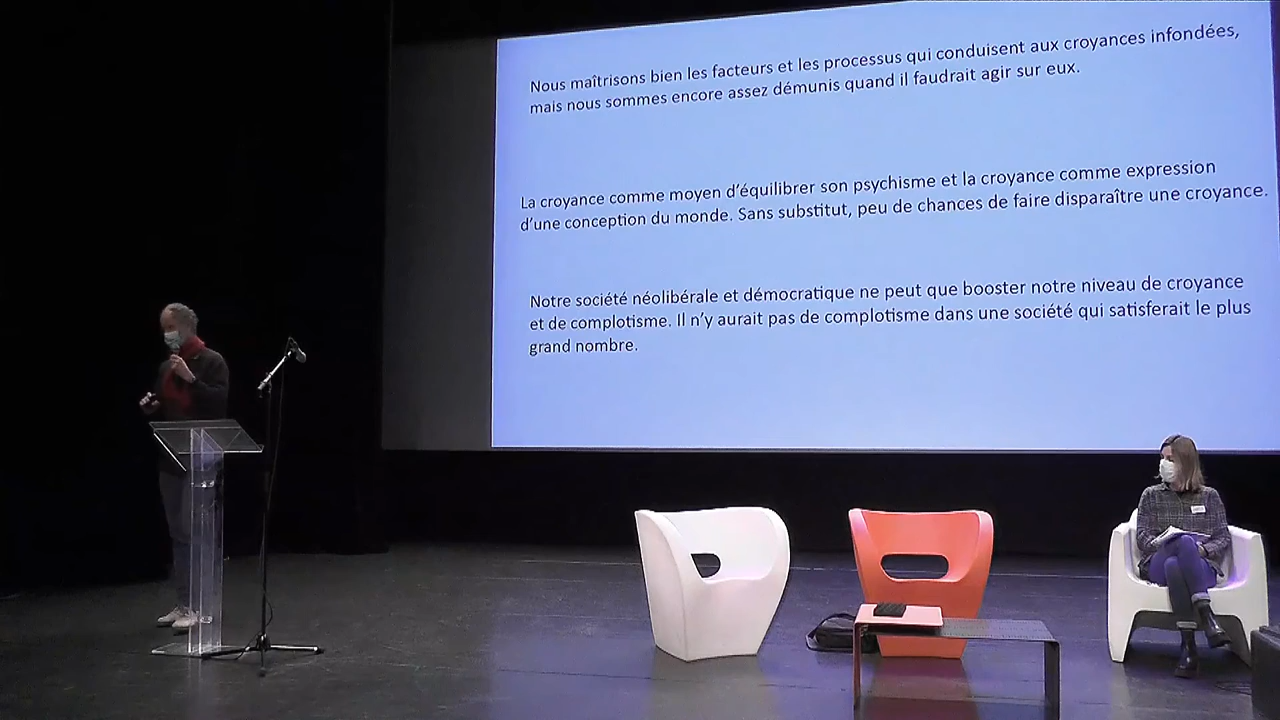 Nous maîtrisons bien les facteurs et les processus qui conduisent aux croyances infondées,
mais nous sommes encore assez démunis quand il faudrait agir sur eux.
La croyance comme moyen d'équilibrer son psychisme et la croyance comme expression
d'une conception du monde. Sans substitut, peu de chances de faire disparaître une croyance.
Notre société néolibérale et démocratique ne peut que booster notre niveau de croyance
et de complotisme. Il n'y aurait pas de complotisme dans une société qui satisferait le plus
grand nombre.